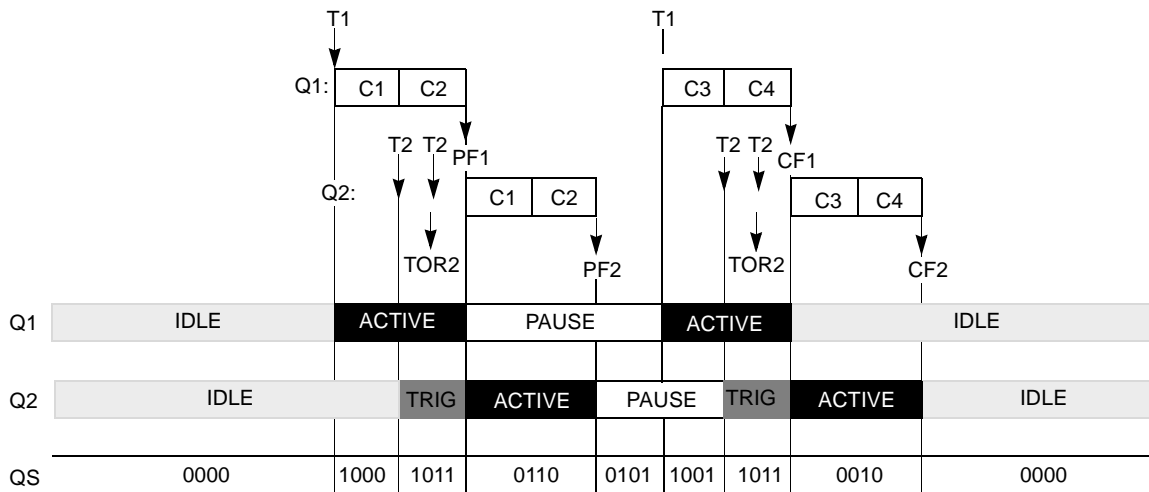 T1 T1
Q1: C1 C2 C3 C4
T2 T2 PF1 T2 T2 CF1
Q2: C1 C2 C3 C4
TOR2 PF2 TOR2 CF2
Q1 IDLE ACTIVE PAUSE ACTIVE IDLE
Q2 IDLE TRIG ACTIVE PAUSE TRIG ACTIVE IDLE
QS 0000 1000 1011 0110 0101 1001 1011 0010 0000